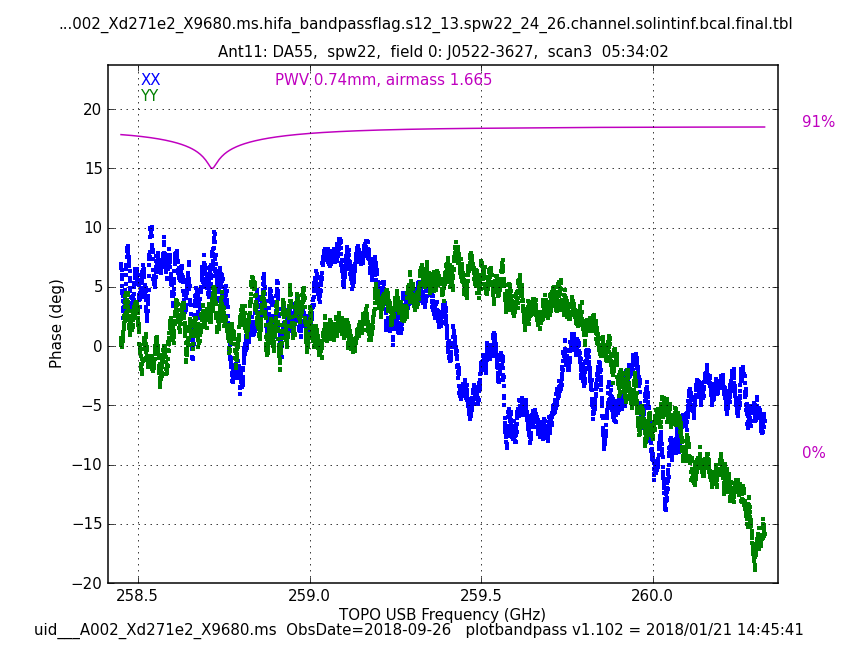 ...002_Xd271e2_X9680.ms.hifa_bandpassflag.s12_13.spw22_24_26.channel.solintinf.bcal.final.tbl
Ant11: DA55,  spw22,  field 0: J0522-3627,  scan3  05:34:02
XX
YY
PWV 0.74mm, airmass 1.665
91%
0%
20
15
10
5
0
−5
−10
−15
−20
Phase (deg)
258.5 259.0 259.5 260.0
TOPO USB Frequency (GHz)
uid___A002_Xd271e2_X9680.ms  ObsDate=2018-09-26   plotbandpass v1.102 = 2018/01/21 14:45:41